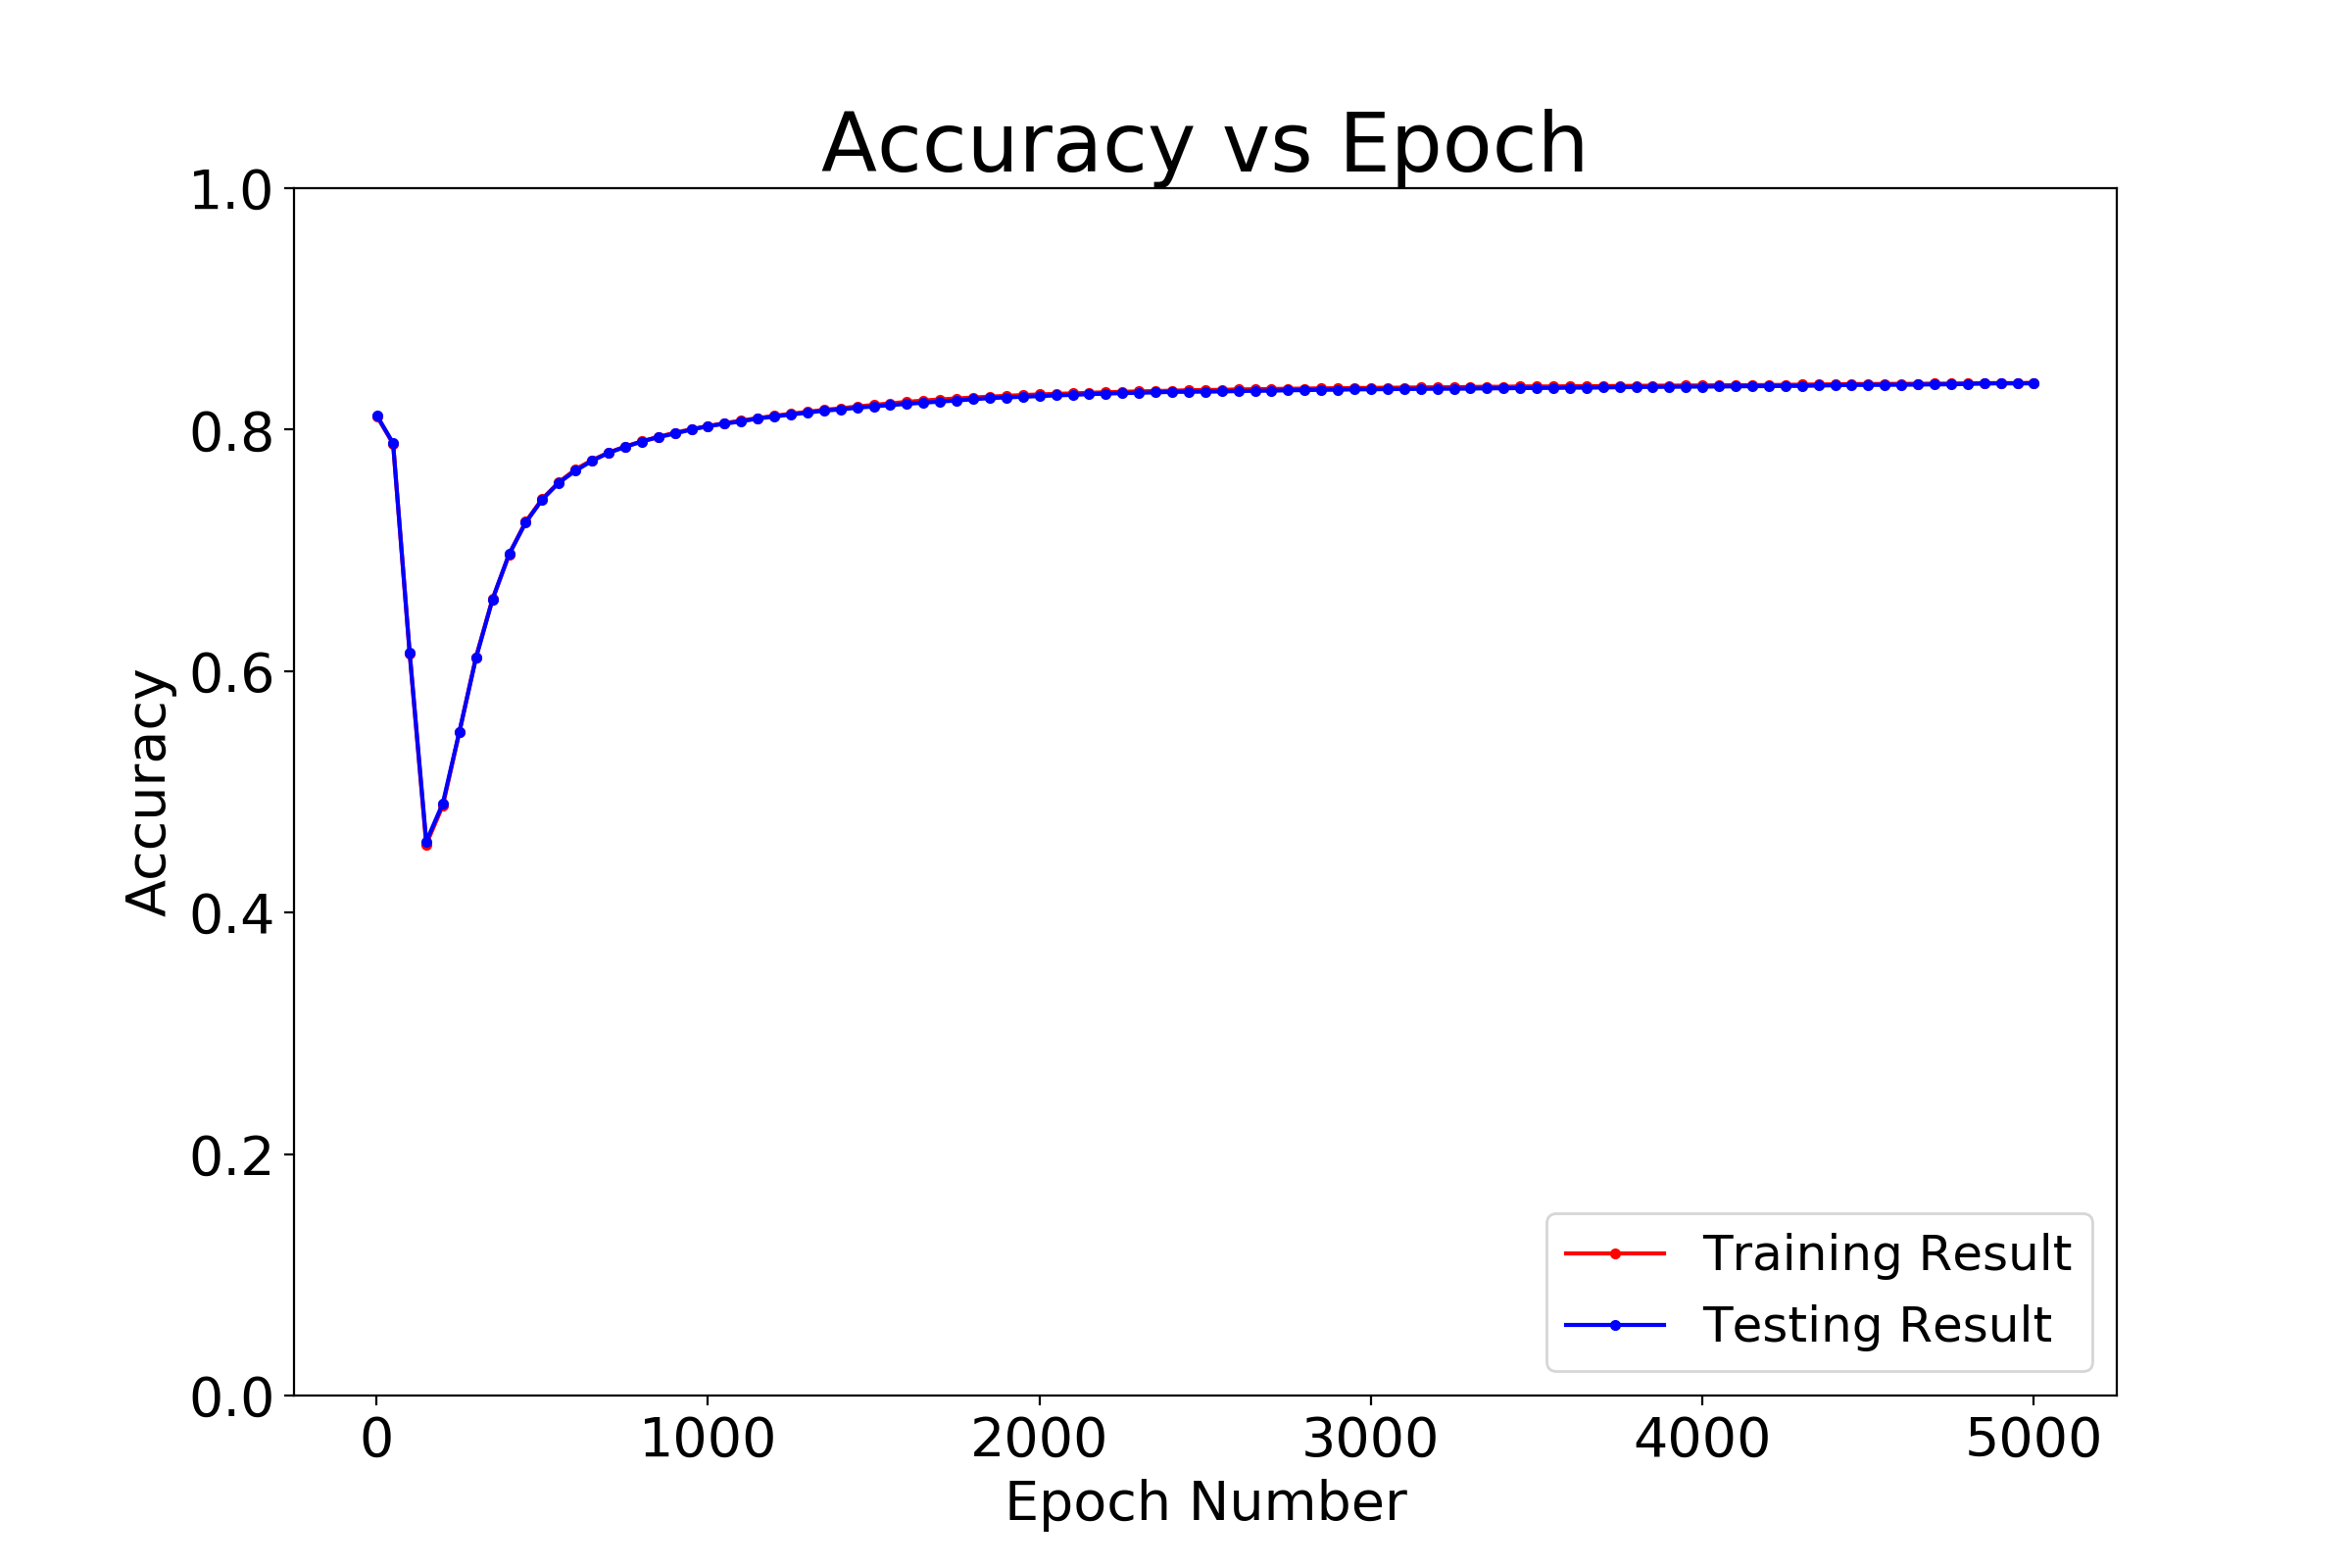 Accuracy vs Epoch
1.0
0.8
0.6
0.4
0.2
0.0
Accuracy
0 1000 2000 3000 4000 5000
Epoch Number
Training Result
Testing Result